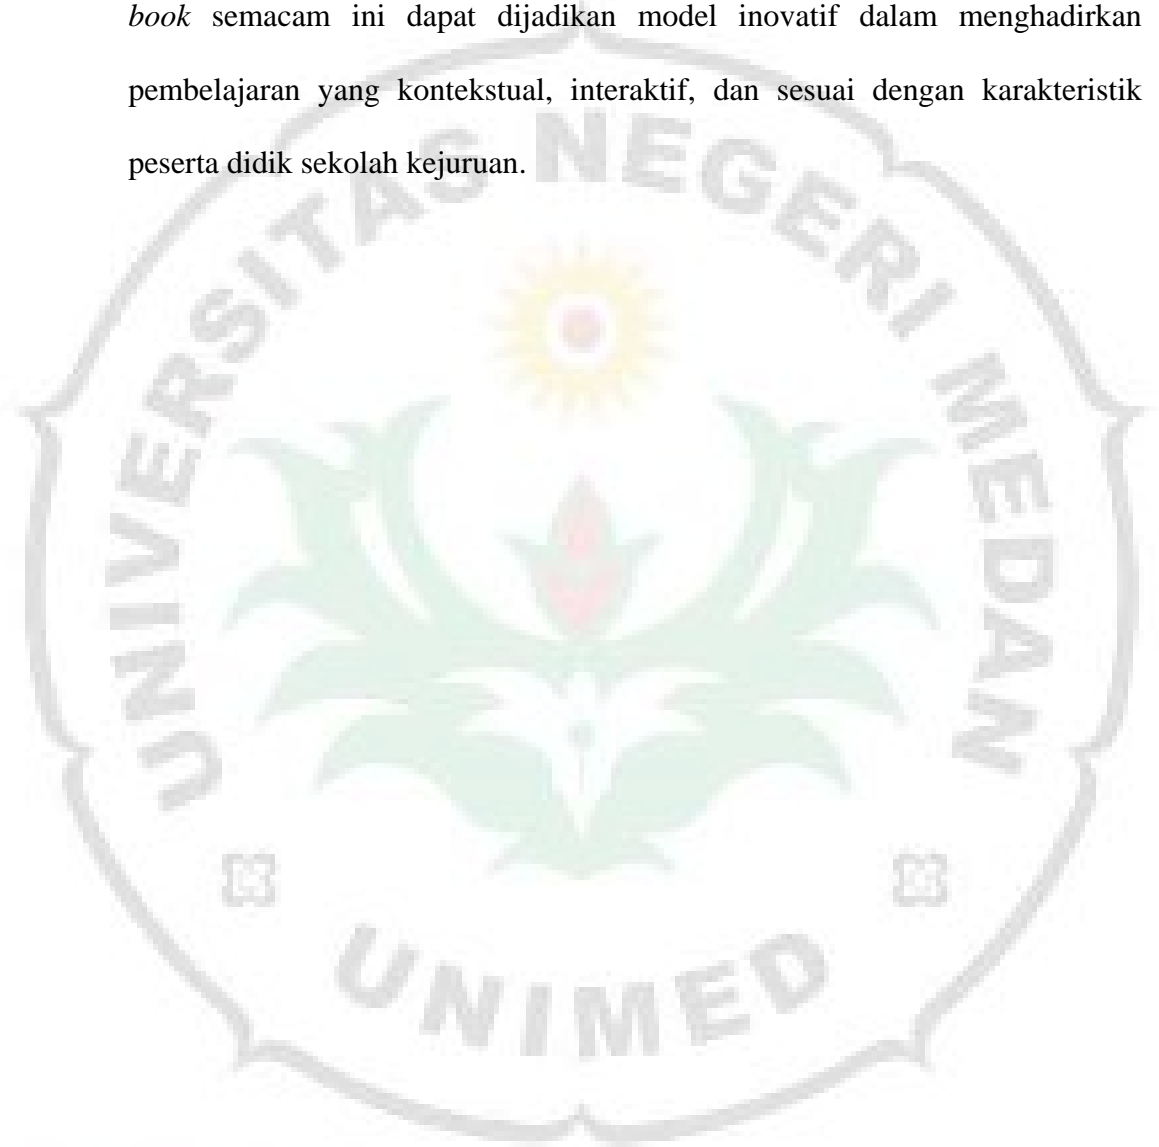 book semacam ini dapat dijadikan model inovatif dalam menghadirkan
pembelajaran yang kontekstual, interaktif, dan sesuai dengan karakteristik
peserta didik sekolah kejuruan.
UNIVERSITAS NEGERI MEDAN
UNIMED